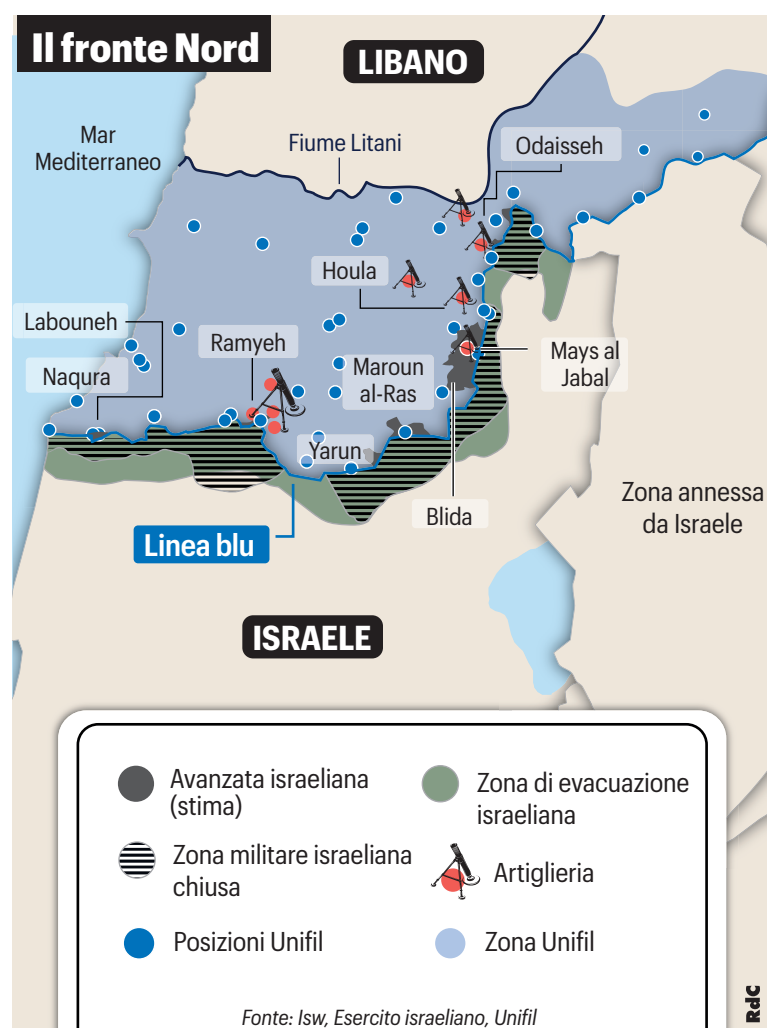 Il fronte Nord
LIBANO
Mar
Mediterraneo
Fiume Litani
Odaisseh
Houla
Labouneh
Ramyeh
Naqura
Maroun
al-Ras
Mays al
Jabal
Yarun
Blida
Zona annessa
da Israele
Linea blu
ISRAELE
Avanzata israeliana
(stima)
Zona di evacuazione
israeliana
Zona militare israeliana
chiusa
Artiglieria
Posizioni Unifil
Zona Unifil
Fonte: Isw, Esercito israeliano, Unifil
RdC